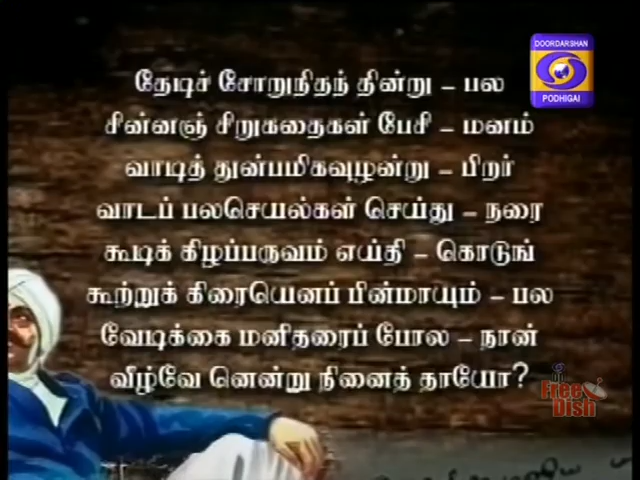 DOORDARSHAN
PODHIGAI
தேடிச் சோறுநிதந் தின்று – பல
சின்னஞ் சிறுகதைகள் பேசி – மனம்
வாடித் துன்பமிகவுழன்று – பிறர்
வாடப் பலசெயல்கள் செய்து – நரை
கூடிக் கிழப்பருவம் எய்தி – கொடுங்
கூற்றுக் கிரையெனப் பின்மாயும் – பல
வேடிக்கை மனிதரைப் போல – நான்
வீழ்வே னென்று நினைத் தாயோ?
Free
Dish